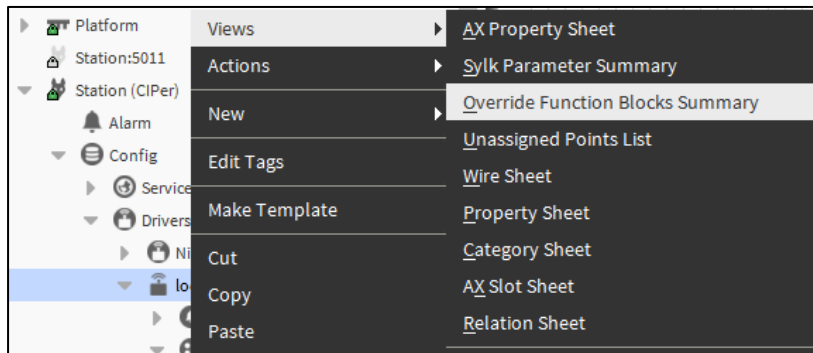 Platform
Station:5011
Station (CIPer)
Alarm
Config
Service
Drivers
Ni
lo
Views
Actions
New
Edit Tags
Make Template
Cut
Copy
Paste
AX Property Sheet
Sylk Parameter Summary
Override Function Blocks Summary
Unassigned Points List
Wire Sheet
Property Sheet
Category Sheet
AX Slot Sheet
Relation Sheet